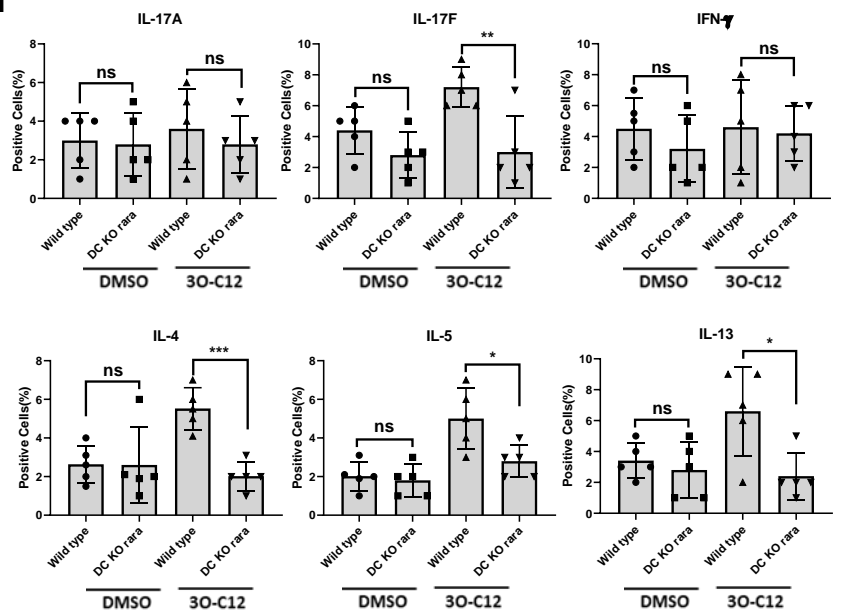 IL-17A
Positive Cells(%)
8
6
4
2
0
ns
ns
Wild type
DC KO rara
Wild type
DC KO rara
DMSO
3O-C12
IL-17F
Positive Cells(%)
10
8
6
4
2
0
ns
**
Wild type
DC KO rara
Wild type
DC KO rara
DMSO
3O-C12
IFN-γ
Positive Cells(%)
10
8
6
4
2
0
ns
ns
Wild type
DC KO rara
Wild type
DC KO rara
DMSO
3O-C12
IL-4
Positive Cells(%)
8
6
4
2
0
ns
***
Wild type
DC KO rara
Wild type
DC KO rara
DMSO
3O-C12
IL-5
Positive Cells(%)
8
6
4
2
0
ns
*
Wild type
DC KO rara
Wild type
DC KO rara
DMSO
3O-C12
IL-13
Positive Cells(%)
10
8
6
4
2
0
ns
*
Wild type
DC KO rara
Wild type
DC KO rara
DMSO
3O-C12